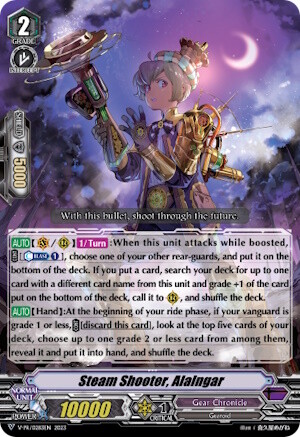 2
GRADE
INTERCEPT
SHIELD
5000
With this bullet, shoot through the future.
AUTO [ / ] 1/Turn :When this unit attacks while boosted,
[ BLAST 1 ], choose one of your other rear-guards, and put it on the
bottom of the deck. If you put a card, search your deck for up to one
card with a different card name from this unit and grade +1 of the card
put on the bottom of the deck, call it to , and shuffle the deck.
AUTO [Hand]:At the beginning of your ride phase, if your vanguard is
grade 1 or less, [discard this card], look at the top five cards of your
deck, choose up to one grade 2 or less card from among them,
reveal it and put it into hand, and shuffle the deck.
Steam Shooter, Alaingar
NORMAL
UNIT
POWER
10000
1
CRITICAL
Gear Chronicle
Gearoid
V-PR/0283EN 2023